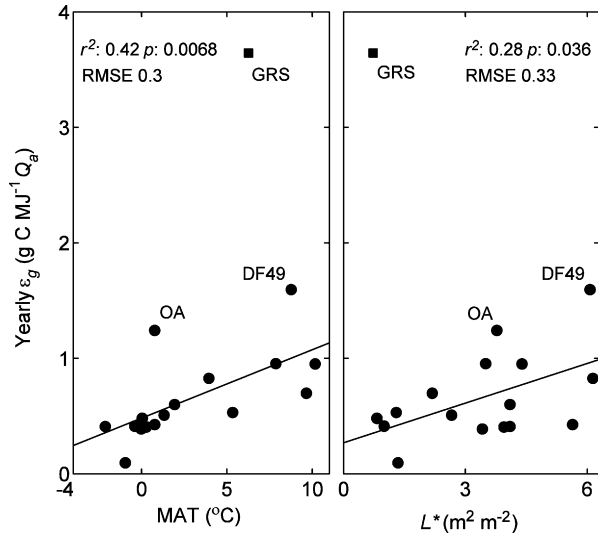 r²: 0.42 p: 0.0068
RMSE 0.3
GRS
DF49
OA
r²: 0.28 p: 0.036
RMSE 0.33
GRS
DF49
OA
Yearly εg (g C MJ⁻¹ Qa)
4
3
2
1
0
-4 0 5 10
0 3 6
MAT (°C)
L* (m² m⁻²)